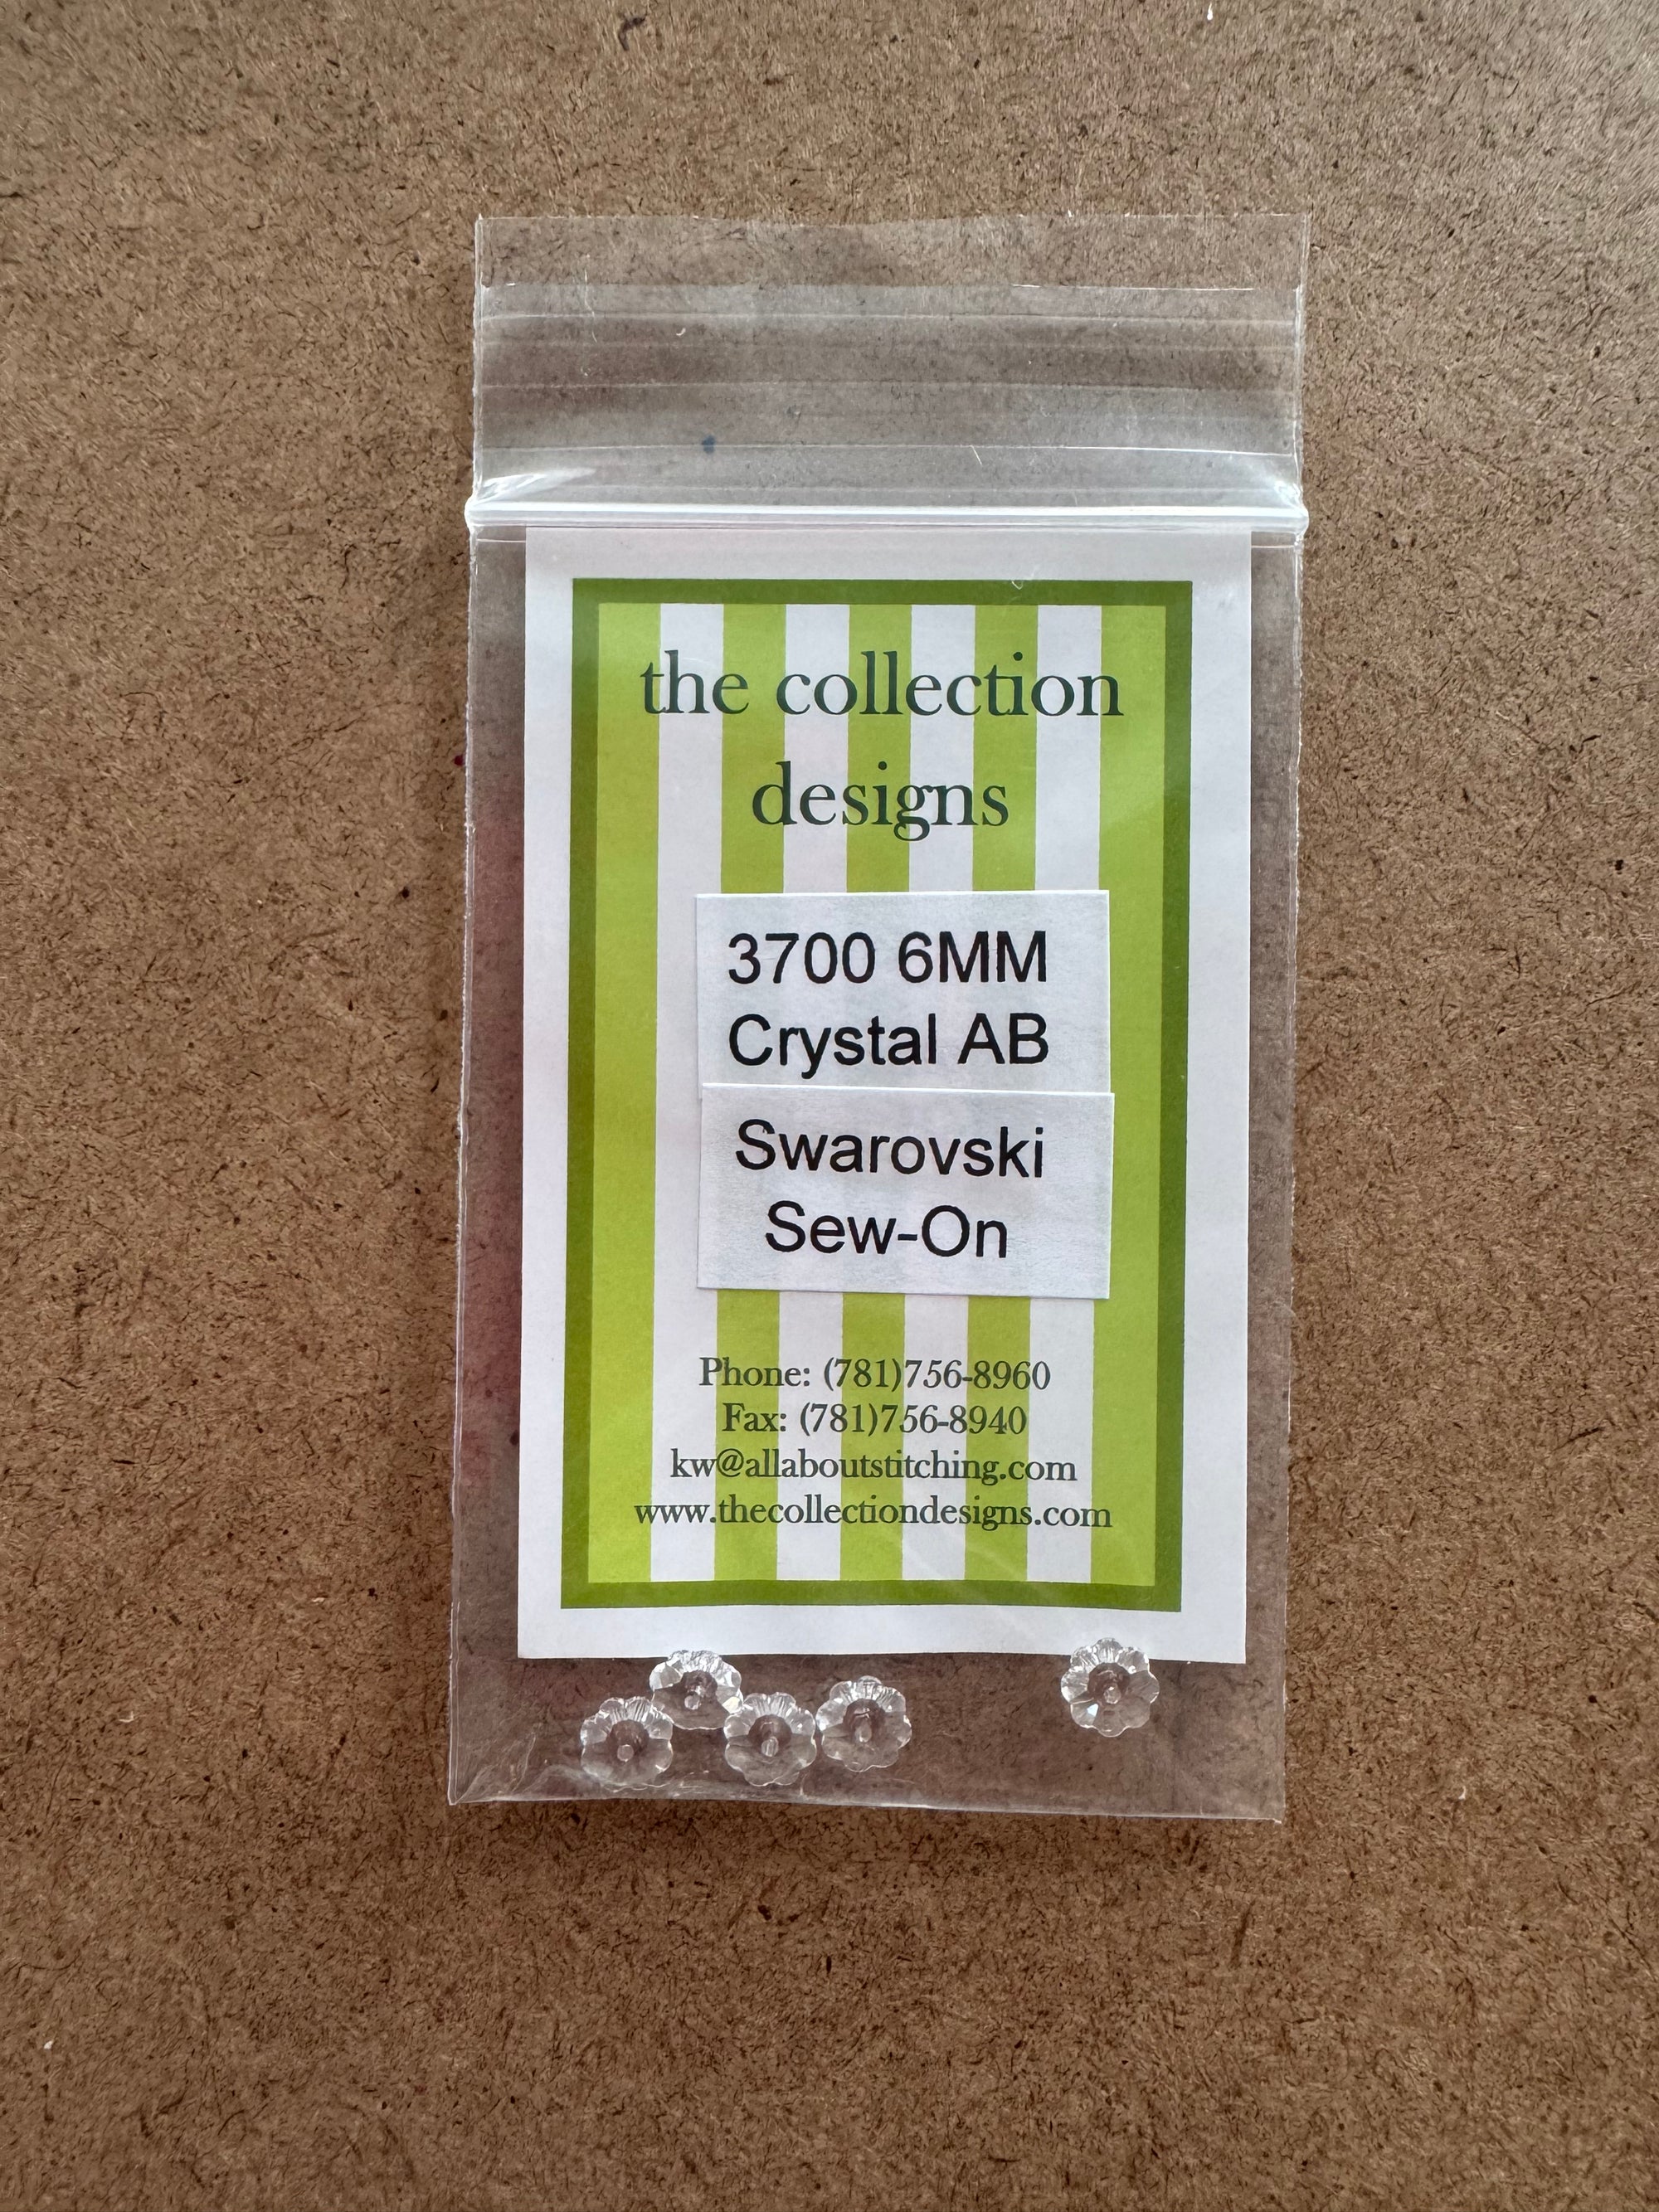 the collection
designs
3700 6MM
Crystal AB
Swarovski
Sew-On
Phone: (781)756-8960
Fax: (781)756-8940
kw@allaboutstitching.com
www.thecollectiondesigns.com